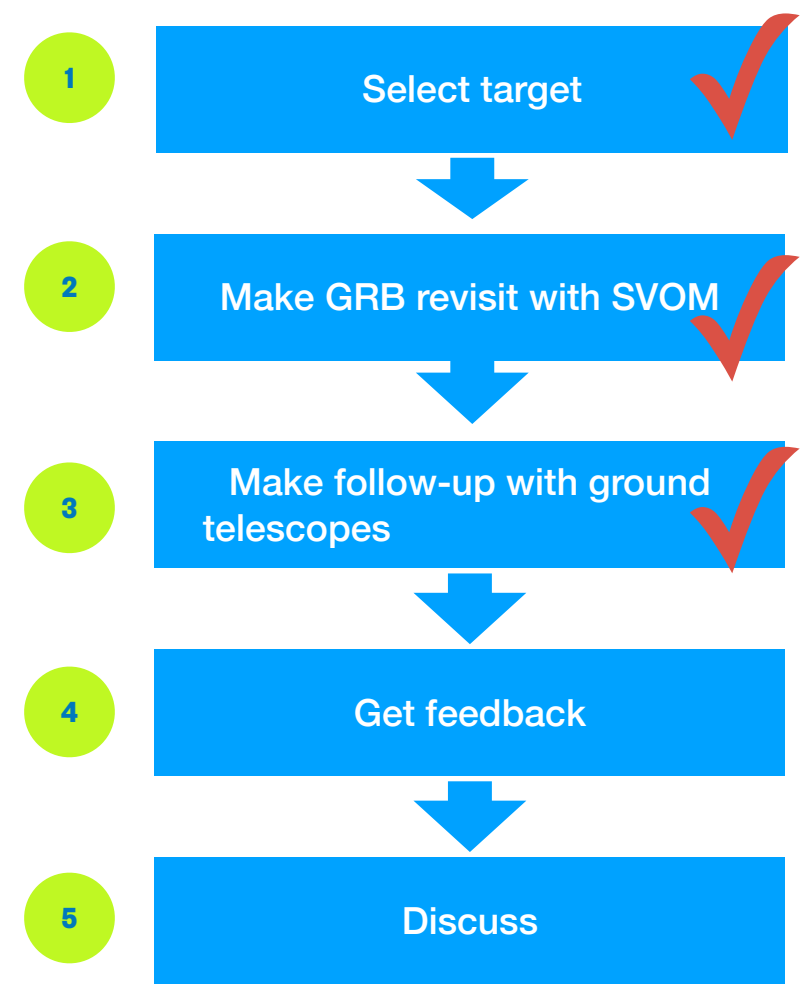 1
Select target
2
Make GRB revisit with SVOM
3
Make follow-up with ground
telescopes
4
Get feedback
5
Discuss